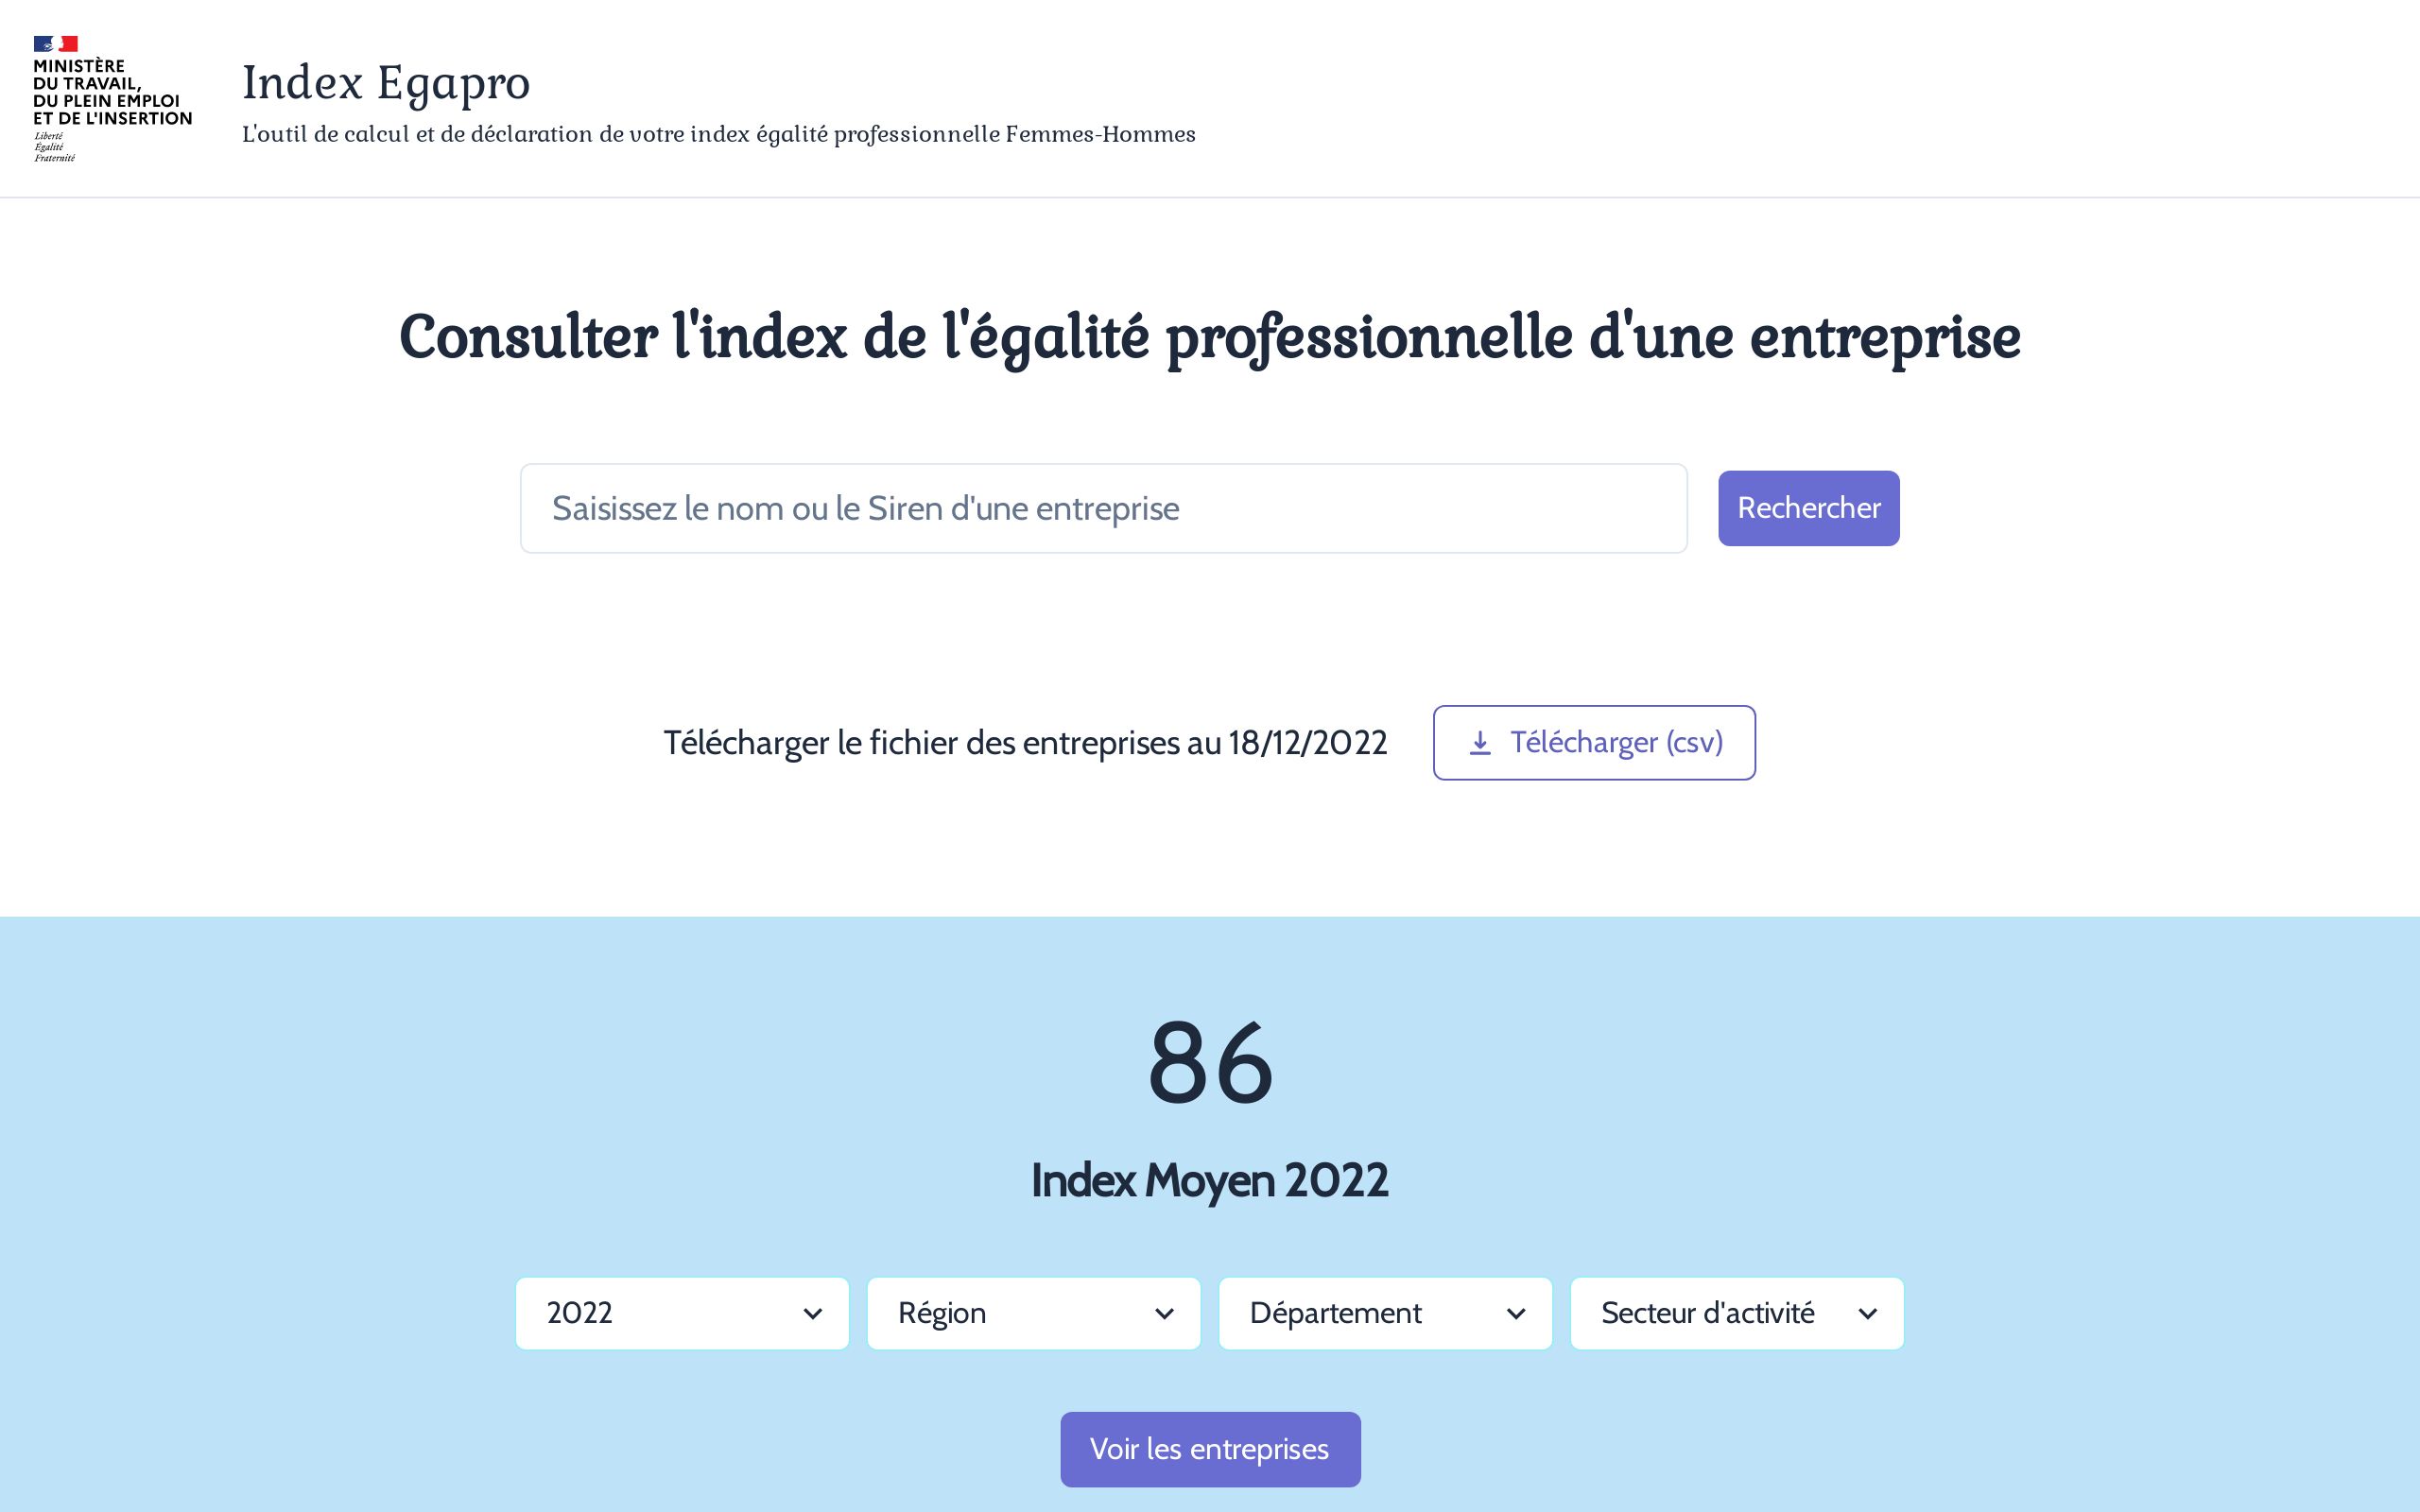 MINISTÈRE
DU TRAVAIL,
DU PLEIN EMPLOI
ET DE L'INSERTION
Liberté
Égalité
Fraternité
Index Egapro
L'outil de calcul et de déclaration de votre index égalité professionnelle Femmes-Hommes
Consulter l'index de l'égalité professionnelle d'une entreprise
Saisissez le nom ou le Siren d'une entreprise
Rechercher
Télécharger le fichier des entreprises au 18/12/2022
Télécharger (csv)
86
Index Moyen 2022
2022
Région
Département
Secteur d'activité
Voir les entreprises